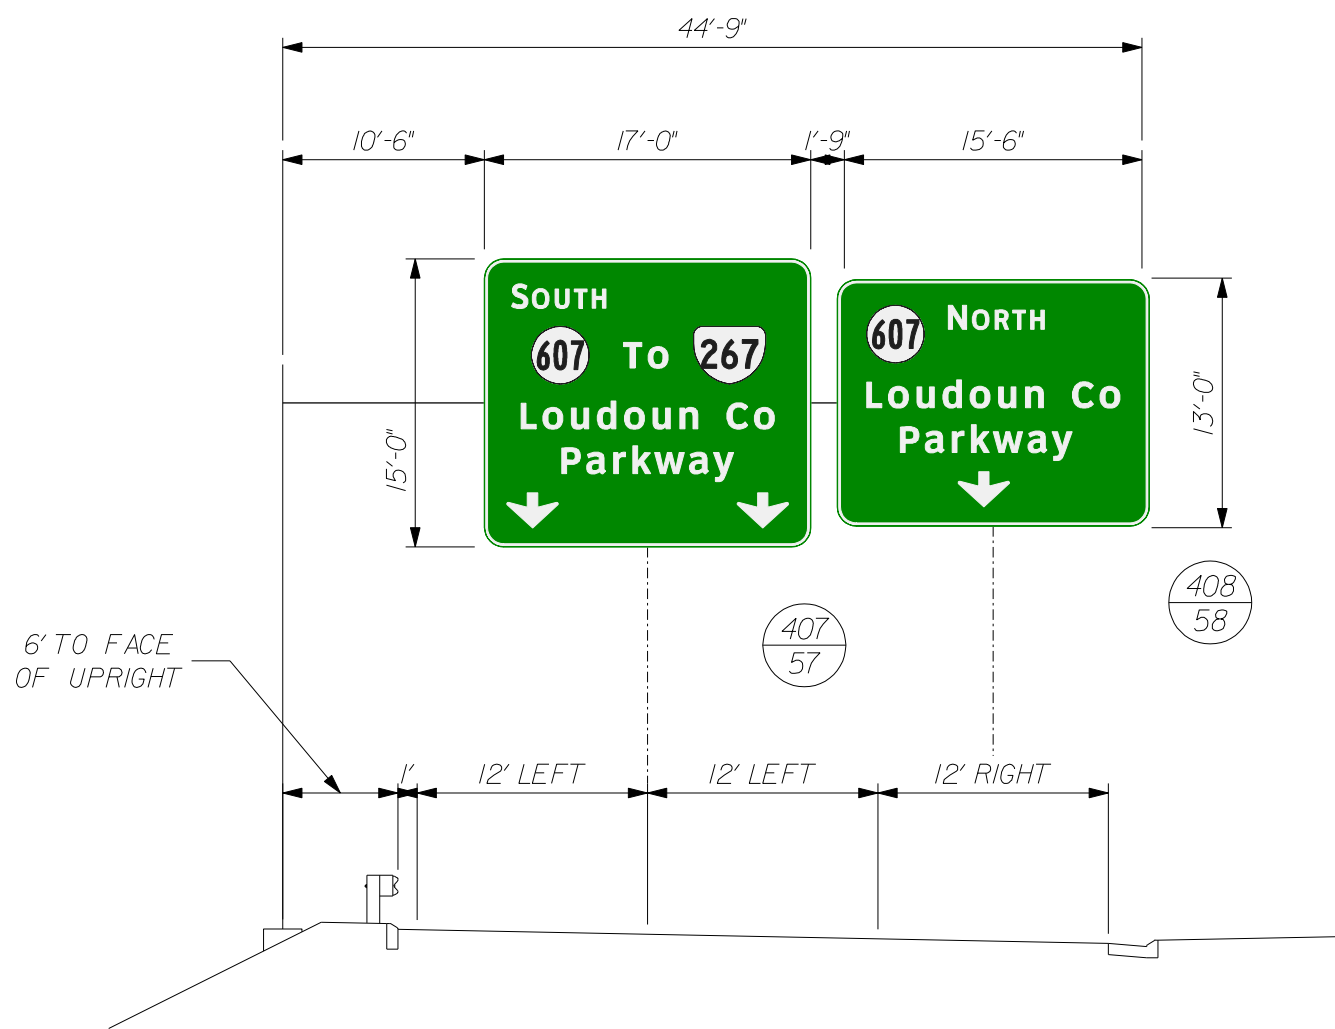 44'-9"
10'-6"
17'-0"
1'-9"
15'-6"
SOUTH
607 To 267
Loudoun Co
Parkway
607 NORTH
Loudoun Co
Parkway
15'-0"
13'-0"
408
58
407
57
6' TO FACE
OF UPRIGHT
1'
12' LEFT
12' LEFT
12' RIGHT